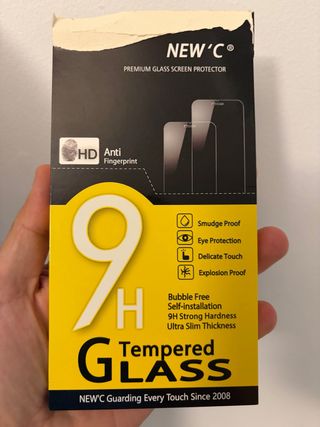 NEW'C®
PREMIUM GLASS SCREEN PROTECTOR
HD
Anti
Fingerprint
Smudge Proof
Eye Protection
Delicate Touch
Explosion Proof
9H
Bubble Free
Self-installation
9H Strong Hardness
Ultra Slim Thickness
Tempered
GLASS
NEW'C Guarding Every Touch Since 2008